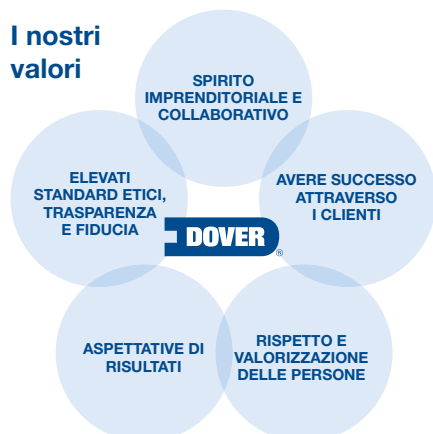 I nostri
valori
SPIRITO
IMPRENDITORIALE E
COLLABORATIVO
ELEVATI
STANDARD ETICI,
TRASPARENZA
E FIDUCIA
AVERE SUCCESSO
ATTRAVERSO
I CLIENTI
DOVER®
ASPETTATIVE DI
RISULTATI
RISPETTO E
VALORIZZAZIONE
DELLE PERSONE